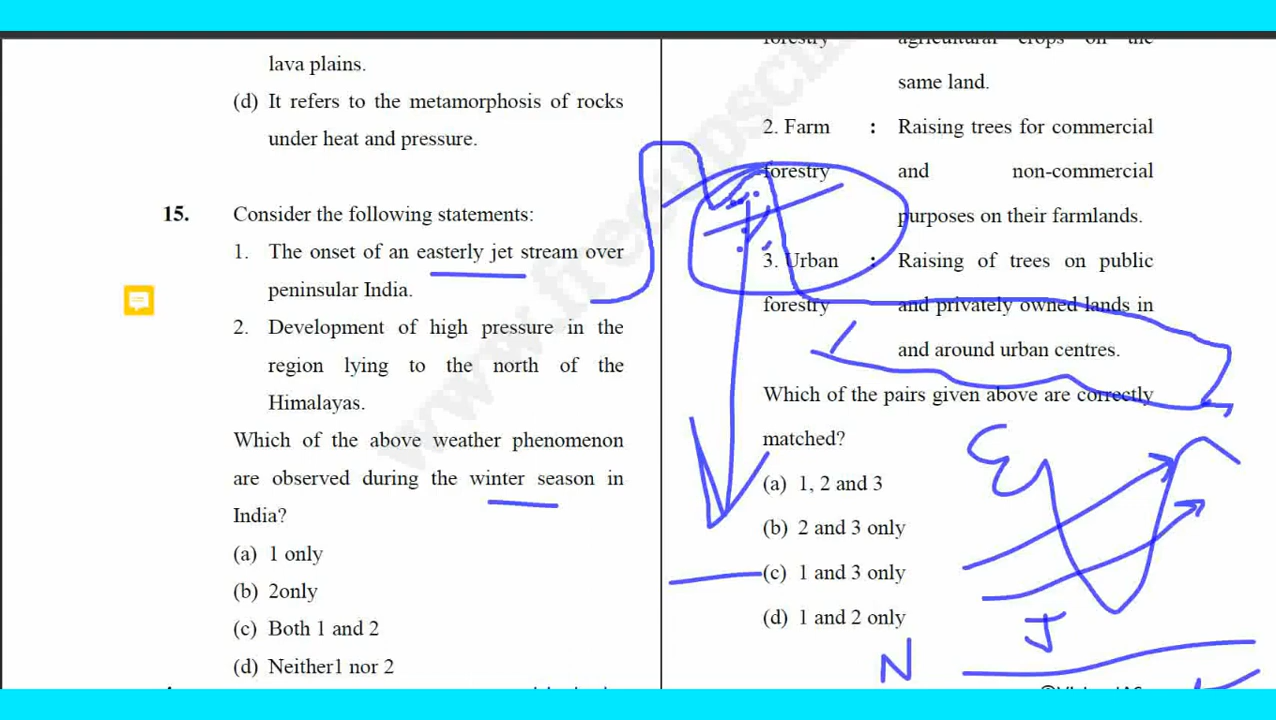 lava plains.
(d) It refers to the metamorphosis of rocks
under heat and pressure.
15. Consider the following statements:
1. The onset of an easterly jet stream over
peninsular India.
2. Development of high pressure in the
region lying to the north of the
Himalayas.
Which of the above weather phenomenon
are observed during the winter season in
India?
(a) 1 only
(b) 2only
(c) Both 1 and 2
(d) Neither1 nor 2
forestry agricultural crops on the
same land.
2. Farm : Raising trees for commercial
forestry and non-commercial
purposes on their farmlands.
3. Urban : Raising of trees on public
forestry and privately owned lands in
and around urban centres.
Which of the pairs given above are correctly
matched?
(a) 1, 2 and 3
(b) 2 and 3 only
(c) 1 and 3 only
(d) 1 and 2 only
J
N